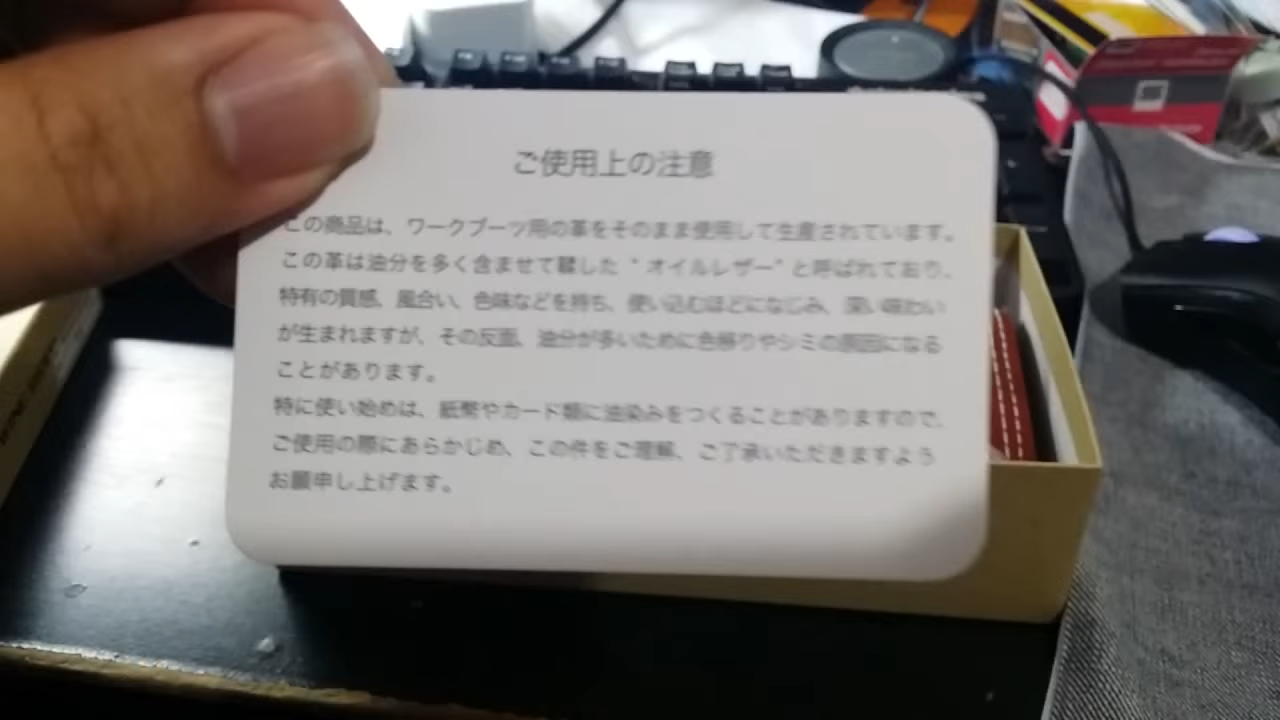 ご使用上の注意
この商品は、ワークブーツ用の革をそのまま使用して生産されています。
この革は油分を多く含ませて鞣した“オイルレザー”と呼ばれており、
特有の質感、風合い、色味などを持ち、使い込むほどになじみ、深い味わい
が生まれますが、その反面、油分が多いために色移りやシミの原因になる
ことがあります。
特に使い始めは、紙幣やカード類に油染みをつくることがありますので、
ご使用の際にあらかじめ、この件をご理解、ご了承いただきますよう
お願申し上げます。